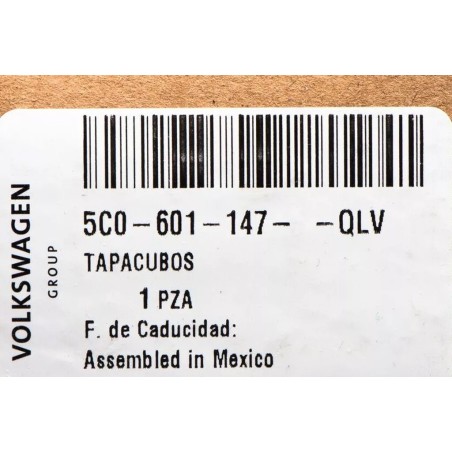 VOLKSWAGEN
GROUP
5C0-601-147- -QLV
TAPACUBOS
1 PZA
F. de Caducidad:
Assembled in Mexico